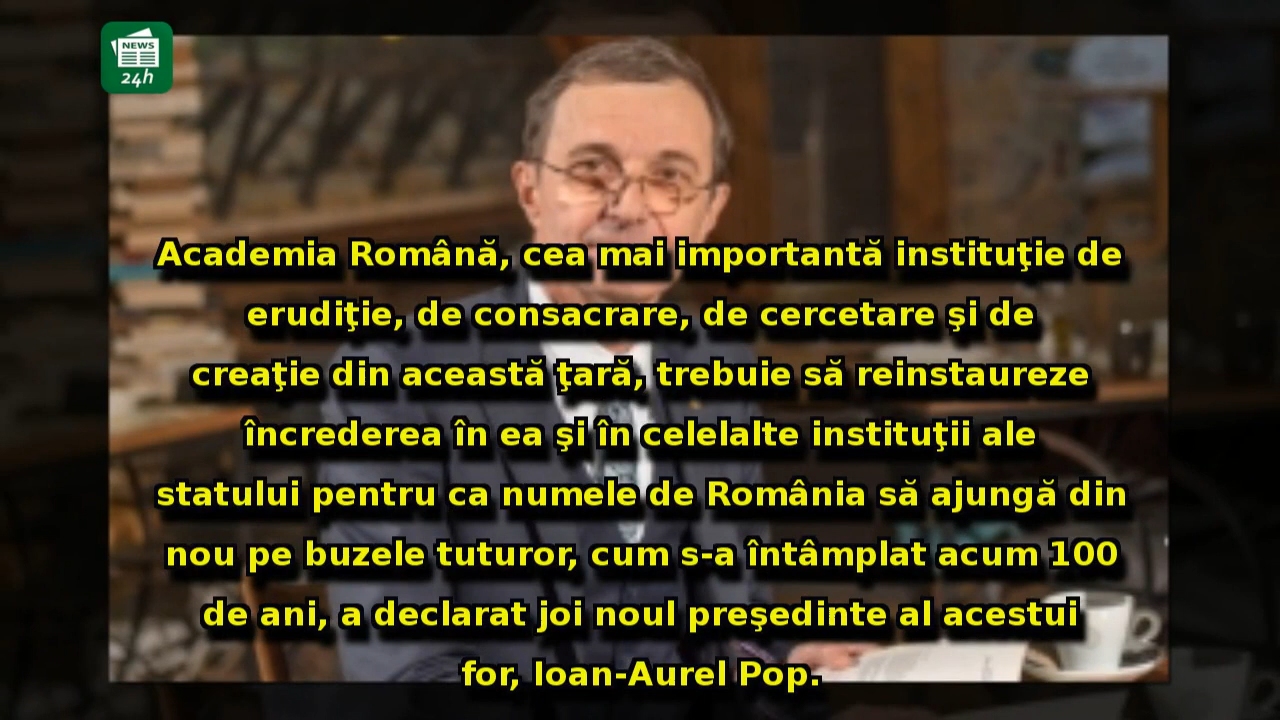 NEWS
24h
Academia Română, cea mai importantă instituţie de
erudiţie, de consacrare, de cercetare şi de
creaţie din această ţară, trebuie să reinstaureze
încrederea în ea şi în celelalte instituţii ale
statului pentru ca numele de România să ajungă din
nou pe buzele tuturor, cum s-a întâmplat acum 100
de ani, a declarat joi noul preşedinte al acestui
for, Ioan-Aurel Pop.